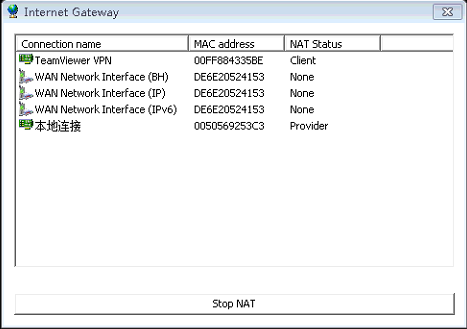 Internet Gateway
Connection name MAC address NAT Status
TeamViewer VPN 00FF884335BE Client
WAN Network Interface (BH) DE6E20524153 None
WAN Network Interface (IP) DE6E20524153 None
WAN Network Interface (IPv6) DE6E20524153 None
本地连接 0050569253C3 Provider
Stop NAT